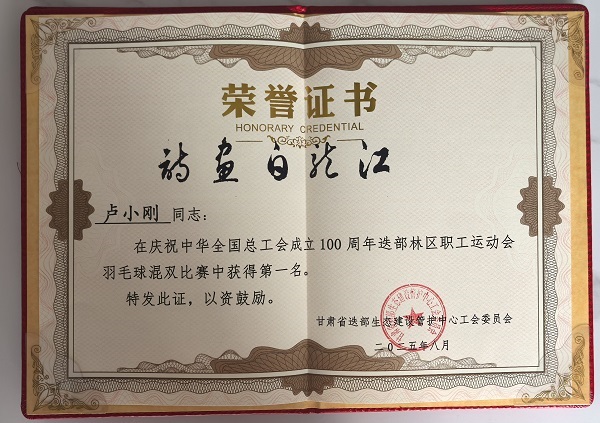 荣誉证书
HONORARY CREDENTIAL
诗画白龙江
卢小刚 同志：
在庆祝中华全国总工会成立100周年迭部林区职工运动会
羽毛球混双比赛中获得第一名。
特发此证，以资鼓励。
甘肃省迭部生态建设管护中心工会委员会
二〇二五年八月